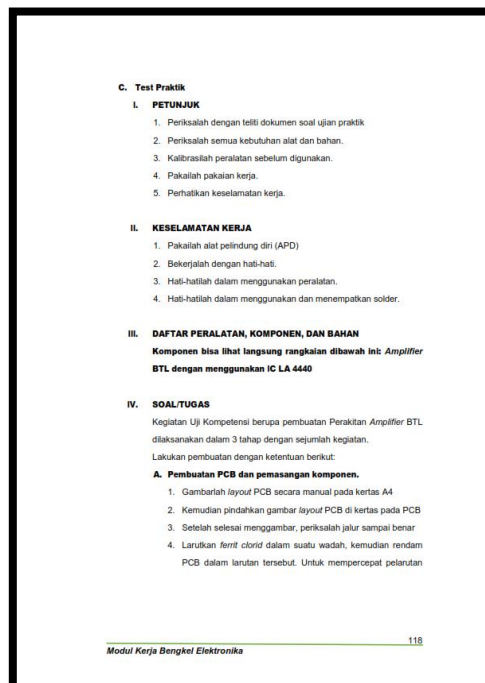 C. Test Praktik
I. PETUNJUK
1. Periksalah dengan teliti dokumen soal ujian praktik
2. Periksalah semua kebutuhan alat dan bahan.
3. Kalibrasilah peralatan sebelum digunakan.
4. Pakailah pakaian kerja.
5. Perhatikan keselamatan kerja.
II. KESELAMATAN KERJA
1. Pakailah alat pelindung diri (APD)
2. Bekerjalah dengan hati-hati.
3. Hati-hatilah dalam menggunakan peralatan.
4. Hati-hatilah dalam menggunakan dan menempatkan solder.
III. DAFTAR PERALATAN, KOMPONEN, DAN BAHAN
Komponen bisa lihat langsung rangkaian dibawah ini: Amplifier
BTL dengan menggunakan IC LA 4440
IV. SOAL/TUGAS
Kegiatan Uji Kompetensi berupa pembuatan Perakitan Amplifier BTL
dilaksanakan dalam 3 tahap dengan sejumlah kegiatan.
Lakukan pembuatan dengan ketentuan berikut:
A. Pembuatan PCB dan pemasangan komponen.
1. Gambarlah layout PCB secara manual pada kertas A4
2. Kemudian pindahkan gambar layout PCB di kertas pada PCB
3. Setelah selesai menggambar, periksalah jalur sampai benar
4. Larutkan ferrit clorid dalam suatu wadah, kemudian rendam
PCB dalam larutan tersebut. Untuk mempercepat pelarutan
118
Modul Kerja Bengkel Elektronika